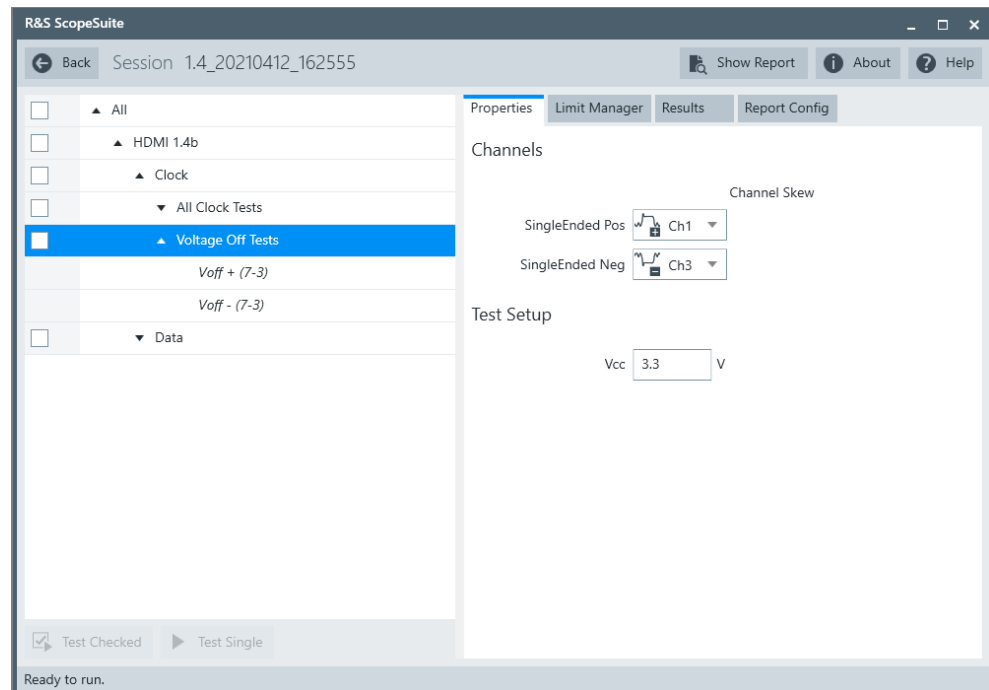 R&S ScopeSuite
Back Session 1.4_20210412_162555 Show Report About Help
All
HDMI 1.4b
Clock
All Clock Tests
Voltage Off Tests
Voff + (7-3)
Voff - (7-3)
Data
Test Checked Test Single
Properties Limit Manager Results Report Config
Channels
Channel Skew
SingleEnded Pos Ch1
SingleEnded Neg Ch3
Test Setup
Vcc 3.3 V
Ready to run.